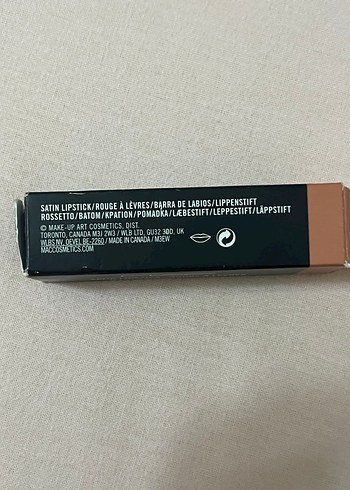 SATIN LIPSTICK/ROUGE À LÈVRES/BARRA DE LABIOS/LIPPENSTIFT
ROSSETTO/BATOM/ΚΡΑΓΙΟΝ/POMADKA/LÆBESTIFT/LEPPESTIFT/LÄPPSTIFT
© MAKE-UP ART COSMETICS, DIST.
TORONTO, CANADA M3J 2W3 / WLB LTD, GU32 3DD, UK
WLBS NV, OEVEL BE-2260 / MADE IN CANADA / M3EW
MACCOSMETICS.COM